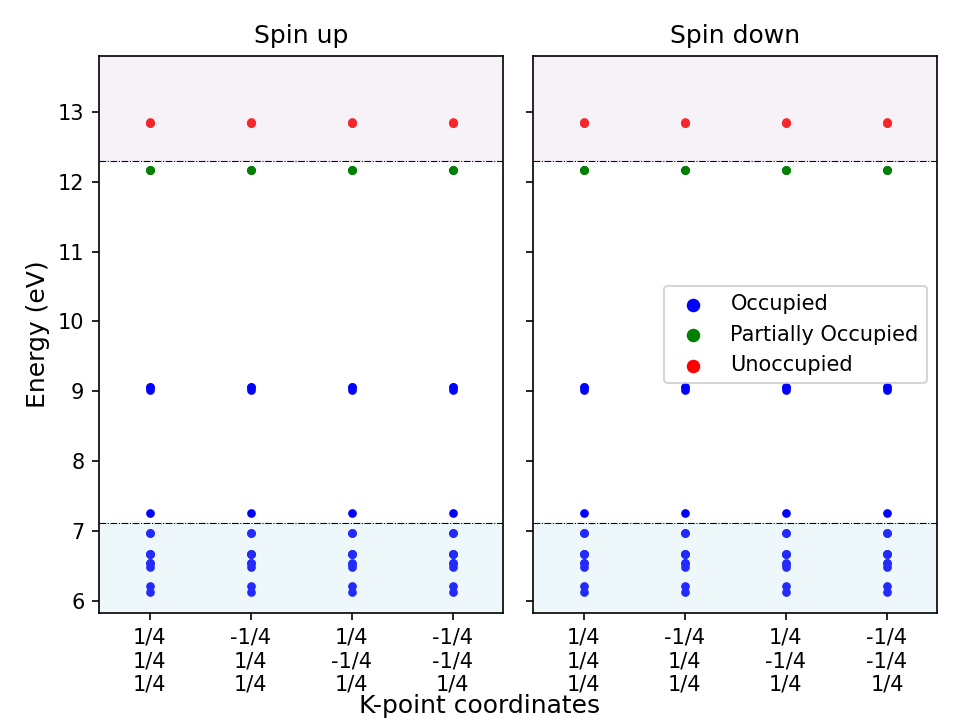 Spin up
Spin down
Energy (eV)
13
12
11
10
9
8
7
6
Occupied
Partially Occupied
Unoccupied
1/4 -1/4 1/4 -1/4 1/4 -1/4 1/4 -1/4
1/4 1/4 -1/4 -1/4 1/4 1/4 -1/4 -1/4
1/4 1/4 1/4 1/4 1/4 1/4 1/4 1/4
K-point coordinates